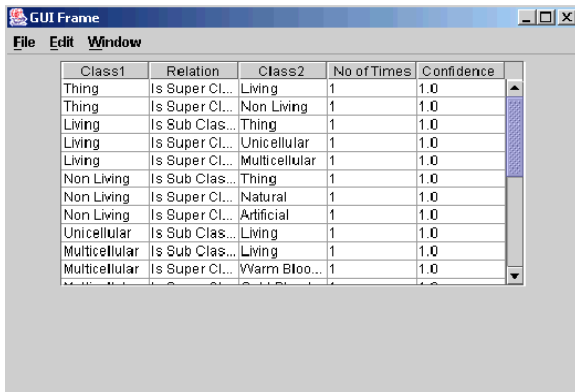 GUI Frame
File Edit Window
Class1 Relation Class2 No of Times Confidence
Thing Is Super Cl... Living 1 1.0
Thing Is Super Cl... Non Living 1 1.0
Living Is Sub Clas... Thing 1 1.0
Living Is Super Cl... Unicellular 1 1.0
Living Is Super Cl... Multicellular 1 1.0
Non Living Is Sub Clas... Thing 1 1.0
Non Living Is Super Cl... Natural 1 1.0
Non Living Is Super Cl... Artificial 1 1.0
Unicellular Is Sub Clas... Living 1 1.0
Multicellular Is Sub Clas... Living 1 1.0
Multicellular Is Super Cl... Warm Bloo... 1 1.0